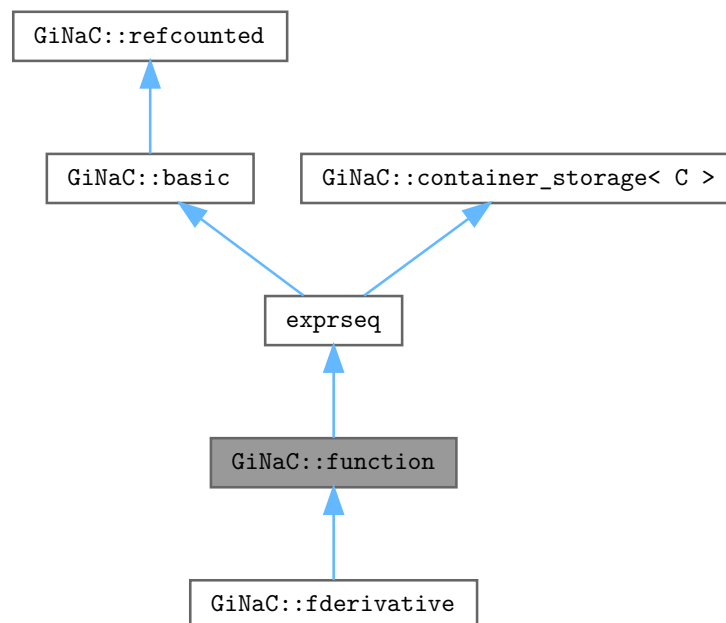 GiNaC::refcounted
GiNaC::basic
GiNaC::container_storage< C >
exprseq
GiNaC::function
GiNaC::fderivative